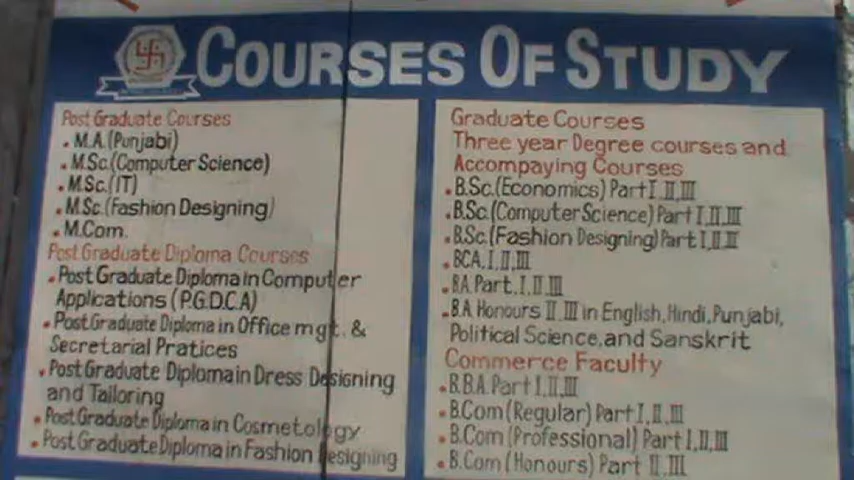 COURSES OF STUDY
Post Graduate Courses
• M.A.(Punjabi)
• M.Sc.(Computer Science)
• M.Sc.(IT)
• M.Sc.(Fashion Designing)
• M.Com.
Post Graduate Diploma Courses
• Post Graduate Diploma in Computer
Applications (P.G.D.C.A)
• Post Graduate Diploma in Office mgt. &
Secretarial Pratices
• Post Graduate Diploma in Dress Designing
and Tailoring
• Post Graduate Diploma in Cosmetology
• Post Graduate Diploma in Fashion Designing
Graduate Courses
Three year Degree courses and
Accompaying Courses
• B.Sc.(Economics) Part I,II,III
• B.Sc.(Computer Science) Part I,II,III
• B.Sc.(Fashion Designing) Part I,II,III
• BCA.I,II,III
• BA Part.I,II,III
• B.A Honours II,III in English,Hindi,Punjabi,
Political Science,and Sanskrit
Commerce Faculty
• B.B.A Part I,II,III
• B.Com (Regular) Part I,II,III
• B.Com (Professional) Part I,II,III
• B.Com (Honours) Part II,III